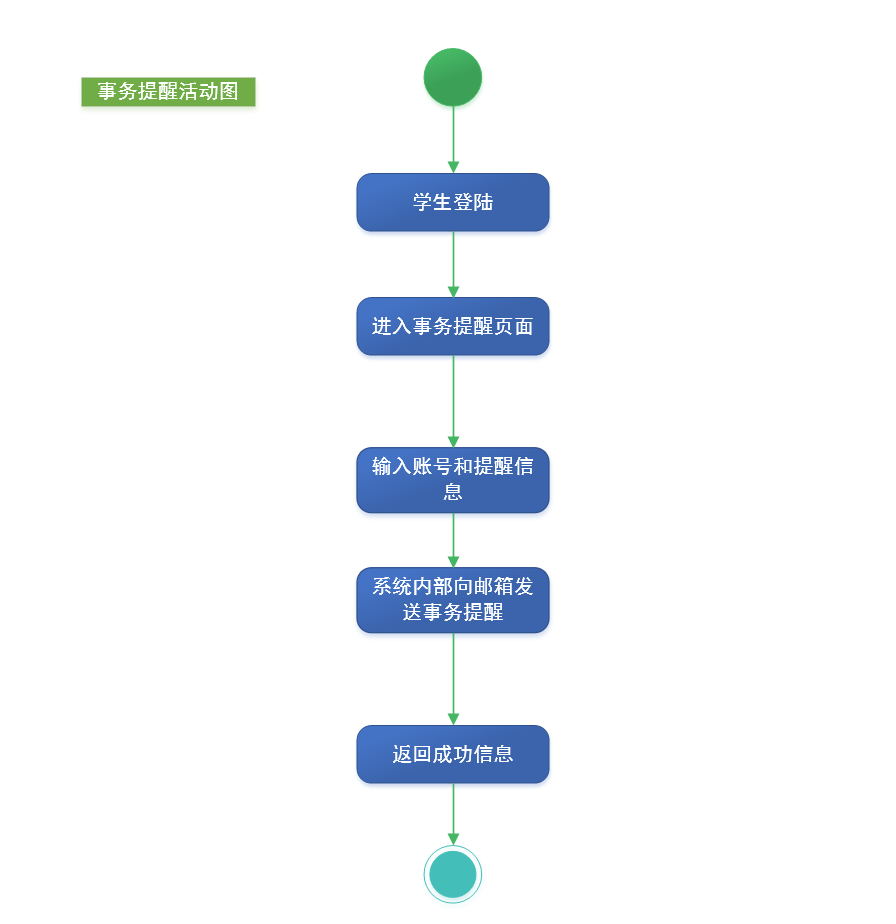 事务提醒活动图
学生登陆
进入事务提醒页面
输入账号和提醒信
息
系统内部向邮箱发
送事务提醒
返回成功信息